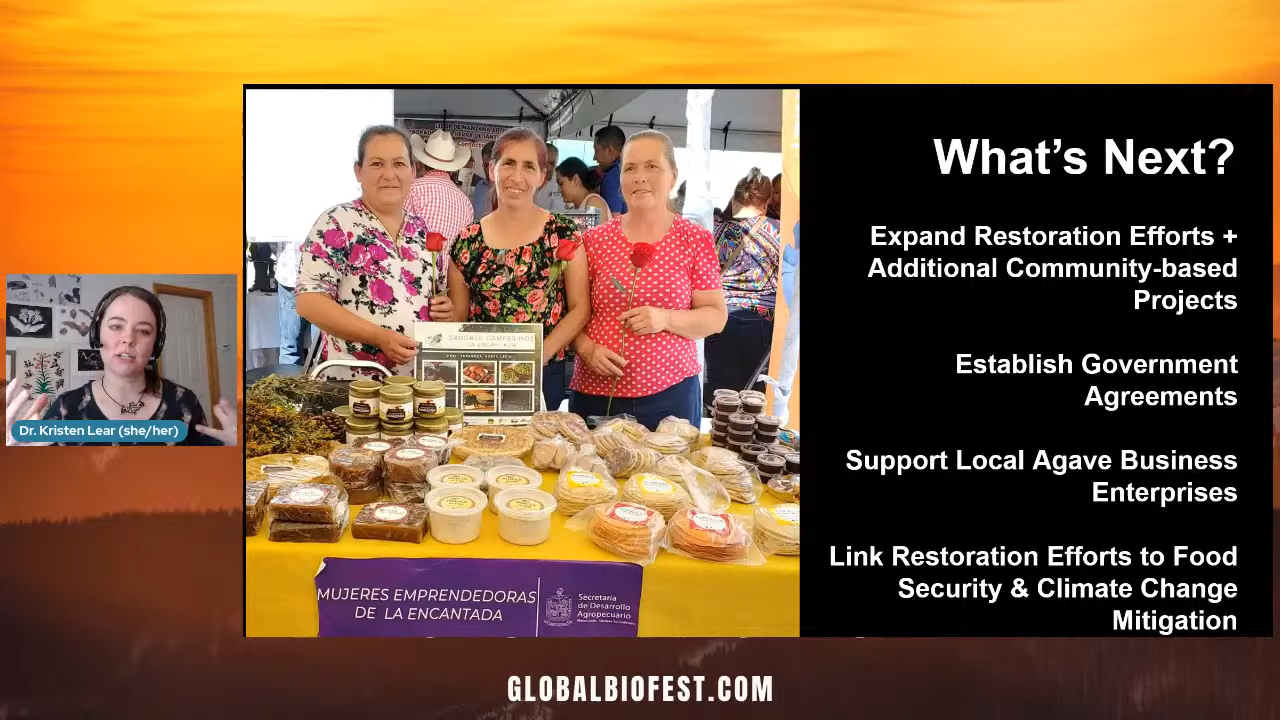 What's Next?
Expand Restoration Efforts +
Additional Community-based
Projects
Establish Government
Agreements
Support Local Agave Business
Enterprises
Link Restoration Efforts to Food
Security & Climate Change
Mitigation
SABORES CAMPESINOS
LA ENCANTADA
MUJERES EMPRENDEDORAS
DE LA ENCANTADA
Secretaría
de Desarrollo
Agropecuario
Dr. Kristen Lear (she/her)
GLOBALBIOFEST.COM